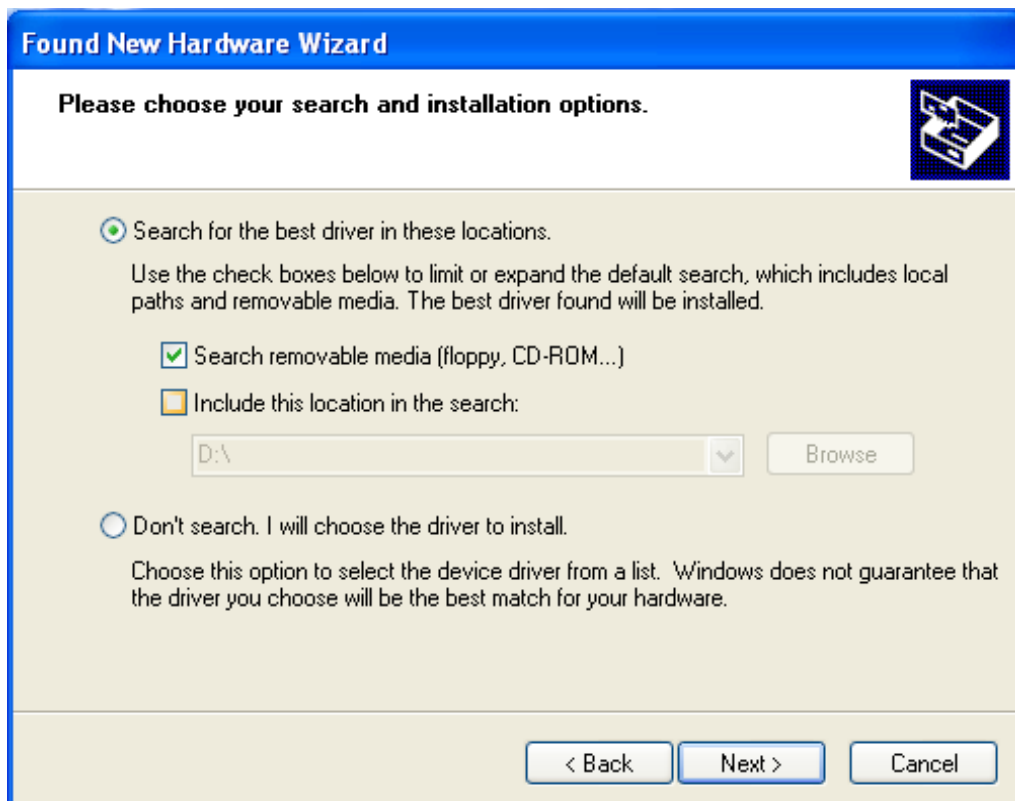 Found New Hardware Wizard
Please choose your search and installation options.
Search for the best driver in these locations.
Use the check boxes below to limit or expand the default search, which includes local
paths and removable media. The best driver found will be installed.
Search removable media (floppy, CD-ROM...)
Include this location in the search:
D:\
Browse
Don't search. I will choose the driver to install.
Choose this option to select the device driver from a list. Windows does not guarantee that
the driver you choose will be the best match for your hardware.
< Back
Next >
Cancel